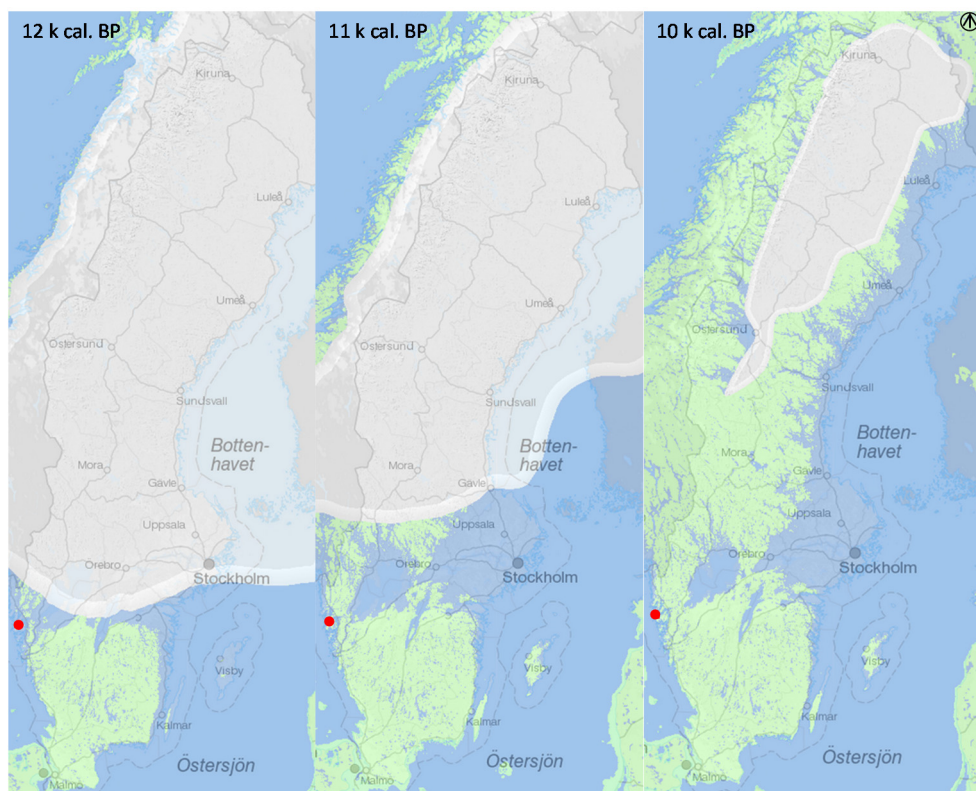 12 k cal. BP
Kiruna
Luleå
Umeå
Östersund
Sundsvall
Botten-
havet
Mora
Gävle
Uppsala
Örebro
Stockholm
Visby
Kalmar
Östersjön
Malmö
11 k cal. BP
Kiruna
Luleå
Umeå
Östersund
Sundsvall
Botten-
havet
Mora
Gävle
Uppsala
Örebro
Stockholm
Visby
Kalmar
Östersjön
Malmö
10 k cal. BP
Kiruna
Luleå
Umeå
Östersund
Sundsvall
Botten-
havet
Mora
Gävle
Uppsala
Örebro
Stockholm
Visby
Kalmar
Östersjön
Malmö